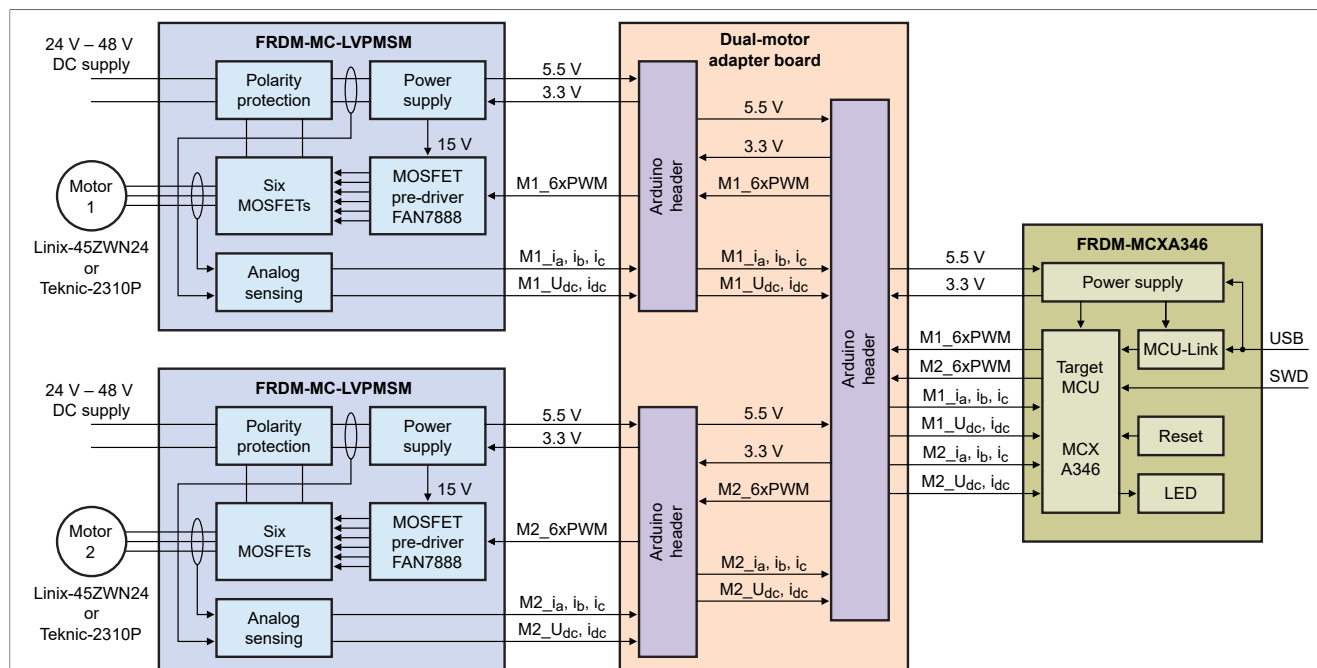 FRDM-MC-LVPMSM
24 V – 48 V
DC supply
Polarity
protection
Power
supply
5.5 V
3.3 V
15 V
Motor
1
Six
MOSFETs
MOSFET
pre-driver
FAN7888
M1_6xPWM
Linix-45ZWN24
or
Teknic-2310P
Analog
sensing
M1_ia, ib, ic
M1_Udc, idc
FRDM-MC-LVPMSM
24 V – 48 V
DC supply
Polarity
protection
Power
supply
5.5 V
3.3 V
15 V
Motor
2
Six
MOSFETs
MOSFET
pre-driver
FAN7888
M2_6xPWM
Linix-45ZWN24
or
Teknic-2310P
Analog
sensing
M2_ia, ib, ic
M2_Udc, idc
Dual-motor
adapter board
Arduino
header
5.5 V
3.3 V
M1_6xPWM
M1_ia, ib, ic
M1_Udc, idc
Arduino
header
5.5 V
3.3 V
M2_6xPWM
M2_ia, ib, ic
M2_Udc, idc
Arduino
header
5.5 V
3.3 V
M1_6xPWM
M2_6xPWM
M1_ia, ib, ic
M1_Udc, idc
M2_ia, ib, ic
M2_Udc, idc
FRDM-MCXA346
Power supply
Target
MCU
MCX
A346
MCU-Link
Reset
LED
USB
SWD